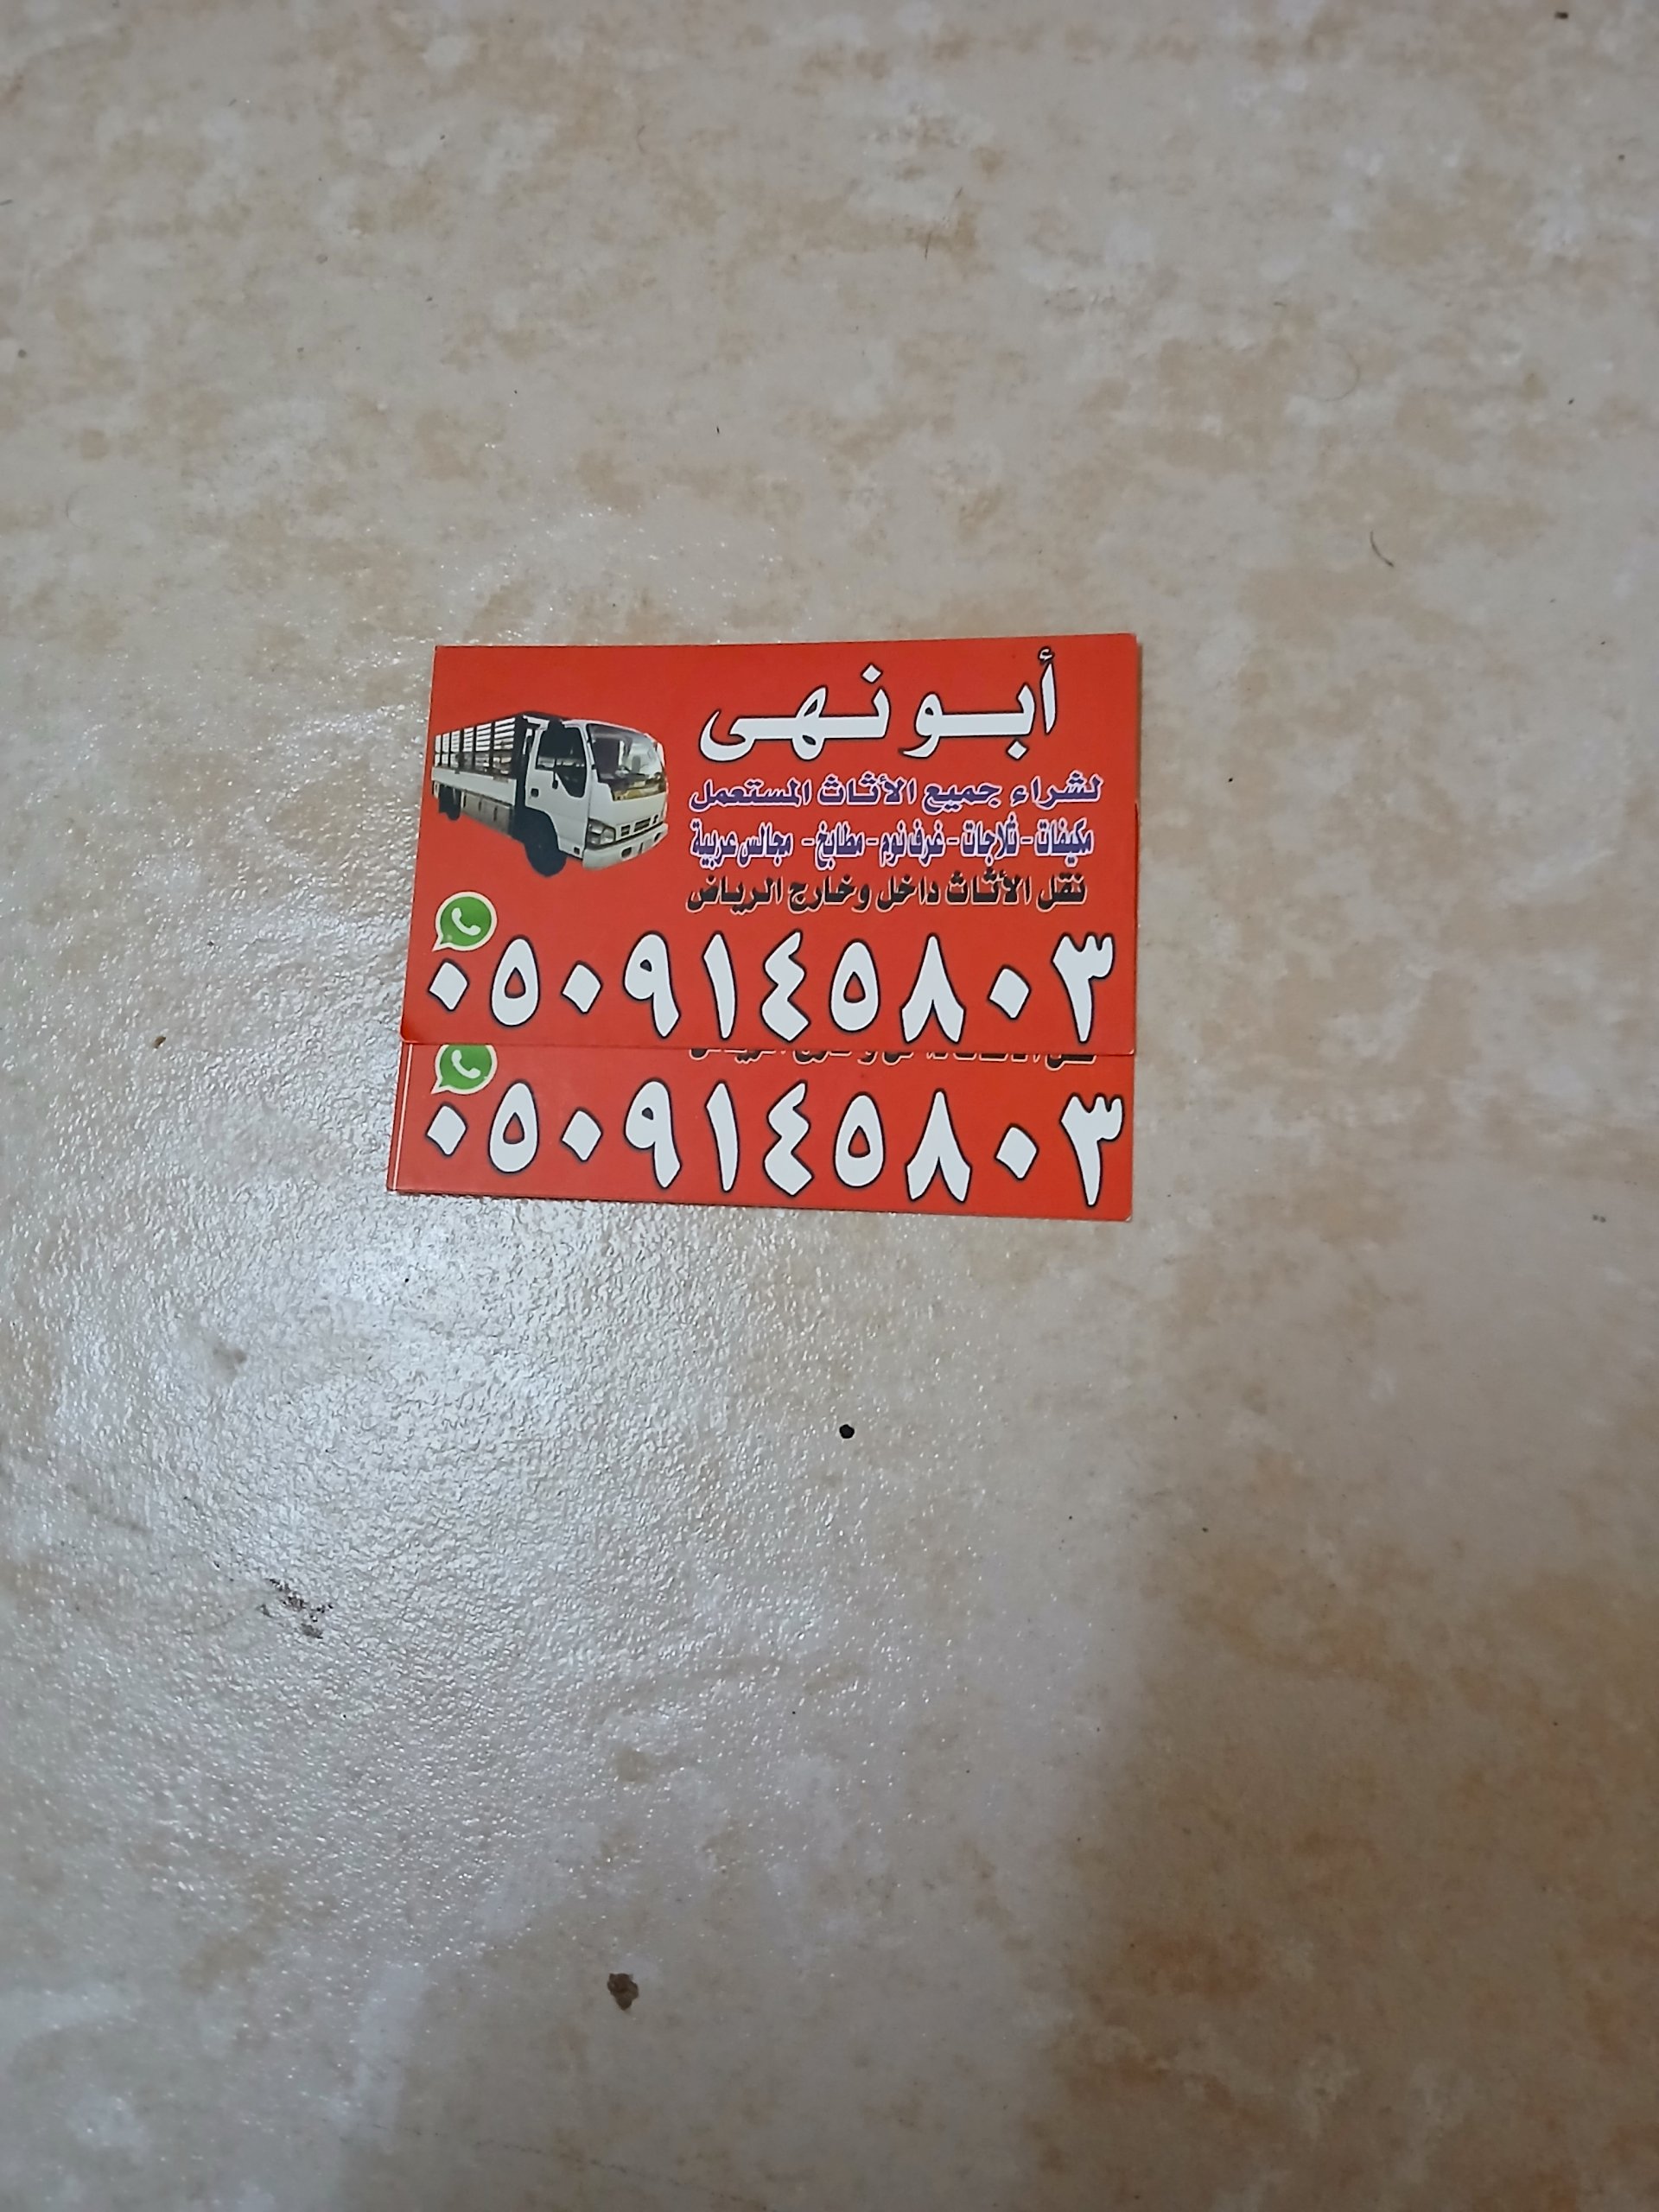 أبو نهى
لشراء جميع الأثاث المستعمل
مكيفات - ثلاجات - غرف نوم - مطابخ - مجالس عربية
نقل الأثاث داخل وخارج الرياض
٠٥٠٩١٤٥٨٠٣
٠٥٠٩١٤٥٨٠٣